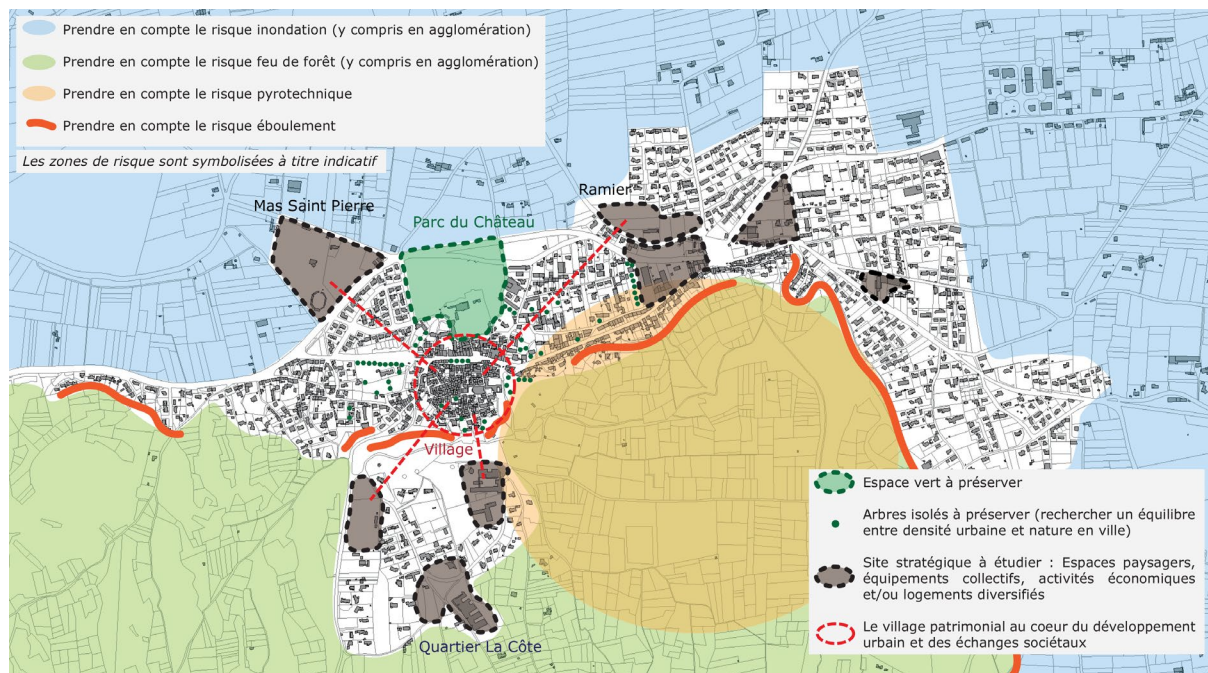 Prendre en compte le risque inondation (y compris en agglomération)
Prendre en compte le risque feu de forêt (y compris en agglomération)
Prendre en compte le risque pyrotechnique
Prendre en compte le risque éboulement
Les zones de risque sont symbolisées à titre indicatif
Ramier
Mas Saint Pierre
Parc du Château
Village
Quartier La Côte
Espace vert à préserver
Arbres isolés à préserver (rechercher un équilibre
entre densité urbaine et nature en ville)
Site stratégique à étudier : Espaces paysagers,
équipements collectifs, activités économiques
et/ou logements diversifiés
Le village patrimonial au coeur du développement
urbain et des échanges sociétaux